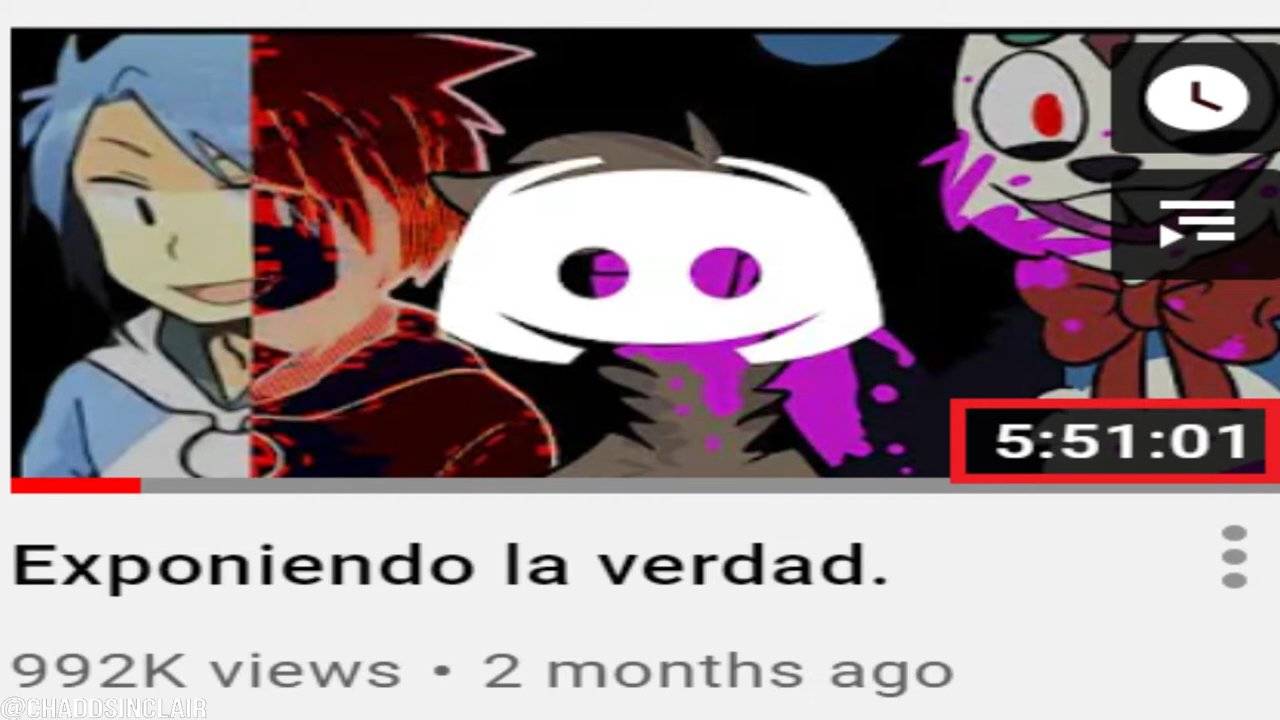 5:51:01
Exponiendo la verdad.
992K views • 2 months ago
@CHADDSINCLAIR